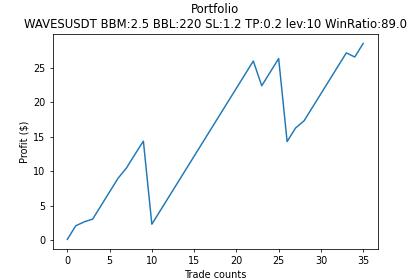 Portfolio
WAVESUSDT BBM:2.5 BBL:220 SL:1.2 TP:0.2 lev:10 WinRatio:89.0
Profit ($)
25
20
15
10
5
0
0 5 10 15 20 25 30 35
Trade counts